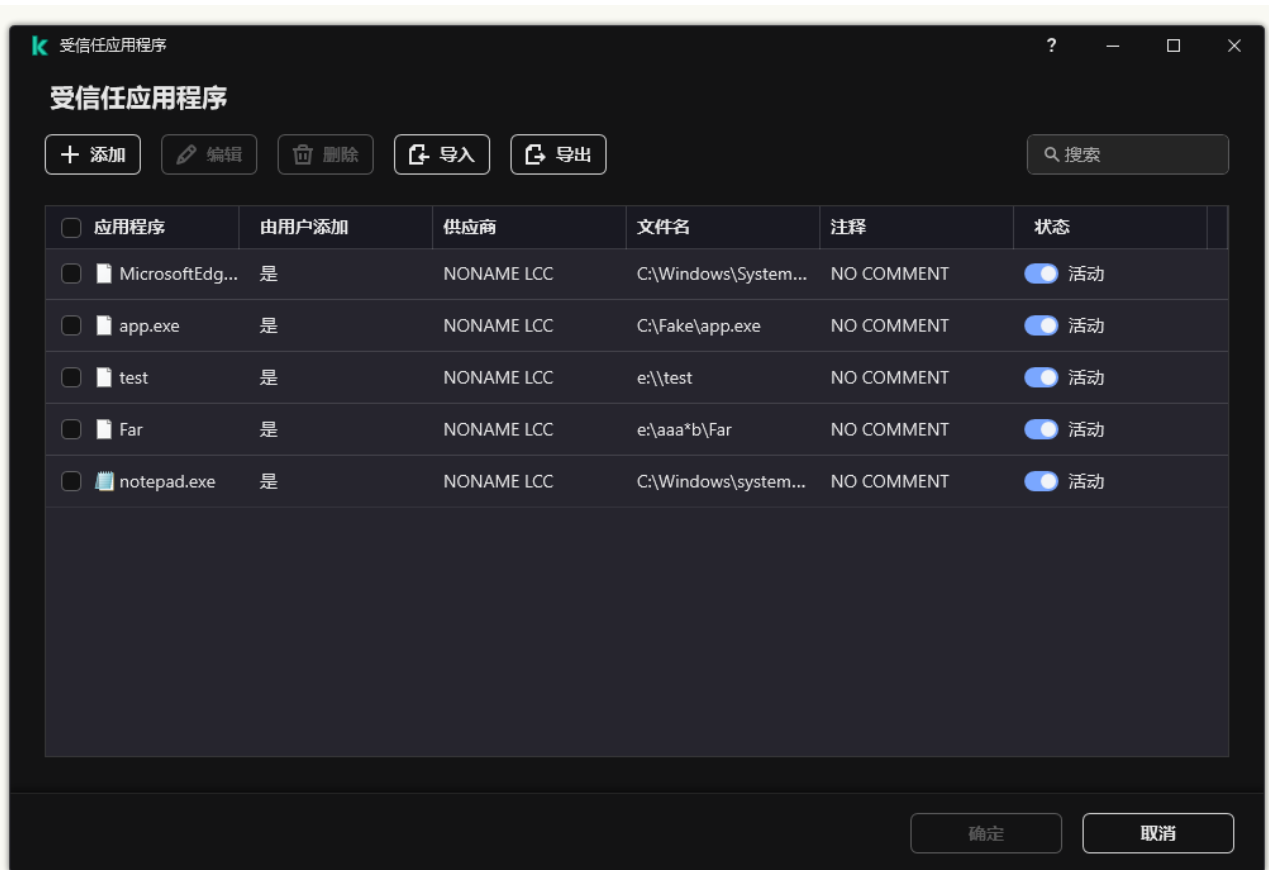 受信任应用程序
?
受信任应用程序
添加 编辑 删除 导入 导出 搜索
应用程序 由用户添加 供应商 文件名 注释 状态
MicrosoftEdg... 是 NONAME LCC C:\Windows\System... NO COMMENT 活动
app.exe 是 NONAME LCC C:\Fake\app.exe NO COMMENT 活动
test 是 NONAME LCC e:\\test NO COMMENT 活动
Far 是 NONAME LCC e:\aaa*b\Far NO COMMENT 活动
notepad.exe 是 NONAME LCC C:\Windows\system... NO COMMENT 活动
确定 取消